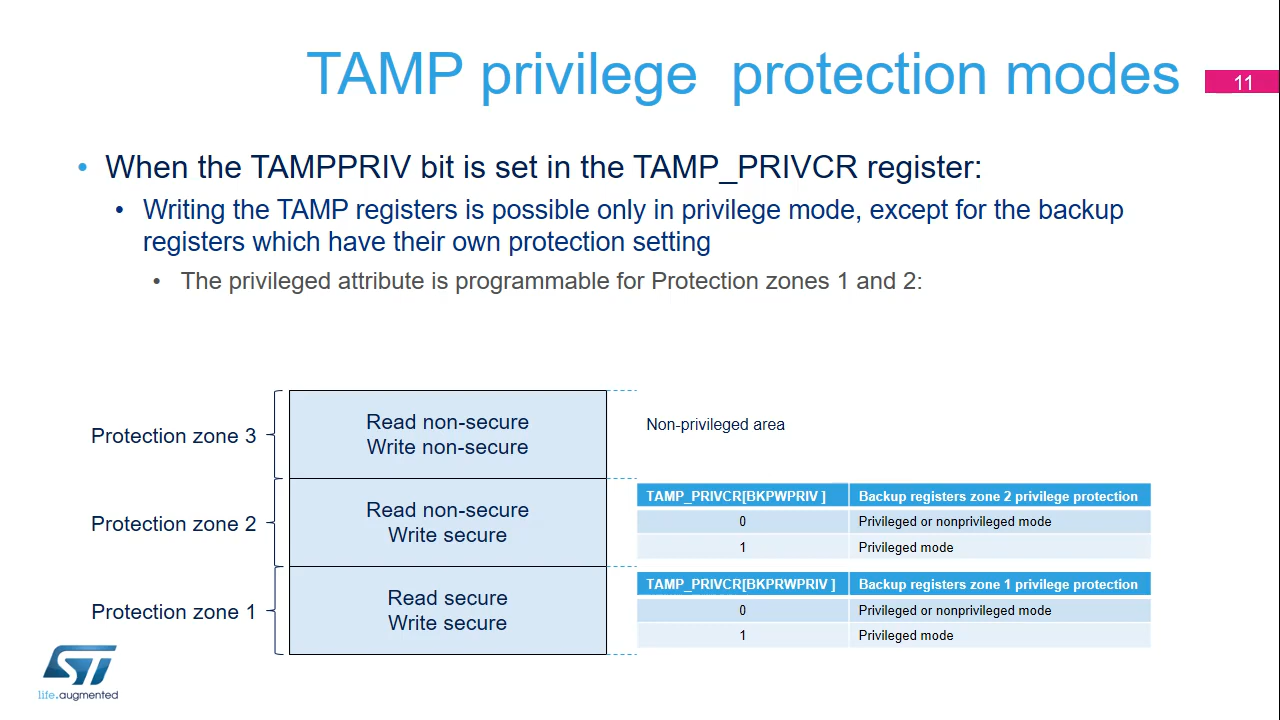 TAMP privilege  protection modes
11
• When the TAMPPRIV bit is set in the TAMP_PRIVCR register:
• Writing the TAMP registers is possible only in privilege mode, except for the backup
registers which have their own protection setting
• The privileged attribute is programmable for Protection zones 1 and 2:
Protection zone 3
Read non-secure
Write non-secure
Non-privileged area
Protection zone 2
Read non-secure
Write secure
TAMP_PRIVCR[BKPWPRIV ] Backup registers zone 2 privilege protection
0 Privileged or nonprivileged mode
1 Privileged mode
Protection zone 1
Read secure
Write secure
TAMP_PRIVCR[BKPRWPRIV ] Backup registers zone 1 privilege protection
0 Privileged or nonprivileged mode
1 Privileged mode
ST
life.augmented